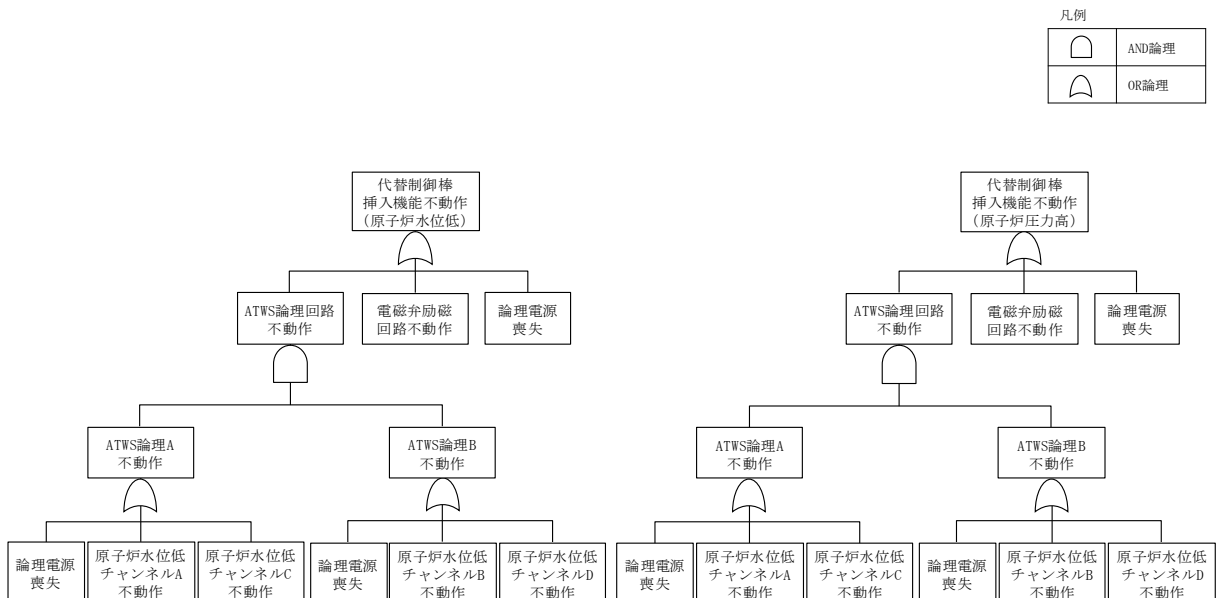 凡例
AND論理
OR論理
代替制御棒
挿入機能不動作
(原子炉水位低)
ATWS論理回路
不動作
電磁弁励磁
回路不動作
論理電源
喪失
ATWS論理A
不動作
ATWS論理B
不動作
論理電源
喪失
原子炉水位低
チャンネルA
不動作
原子炉水位低
チャンネルC
不動作
論理電源
喪失
原子炉水位低
チャンネルB
不動作
原子炉水位低
チャンネルD
不動作
代替制御棒
挿入機能不動作
(原子炉圧力高)
ATWS論理回路
不動作
電磁弁励磁
回路不動作
論理電源
喪失
ATWS論理A
不動作
ATWS論理B
不動作
論理電源
喪失
原子炉水位低
チャンネルA
不動作
原子炉水位低
チャンネルC
不動作
論理電源
喪失
原子炉水位低
チャンネルB
不動作
原子炉水位低
チャンネルD
不動作